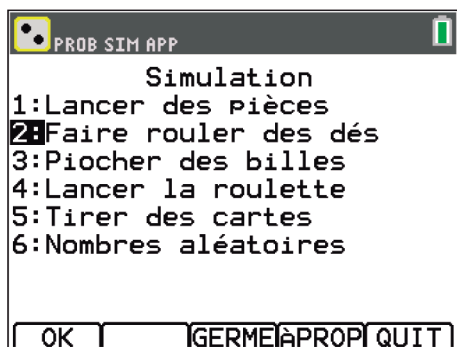 PROB SIM APP
Simulation
1:Lancer des pièces
2:Faire rouler des dés
3:Piocher des billes
4:Lancer la roulette
5:Tirer des cartes
6:Nombres aléatoires
OK GERME àPROP QUIT